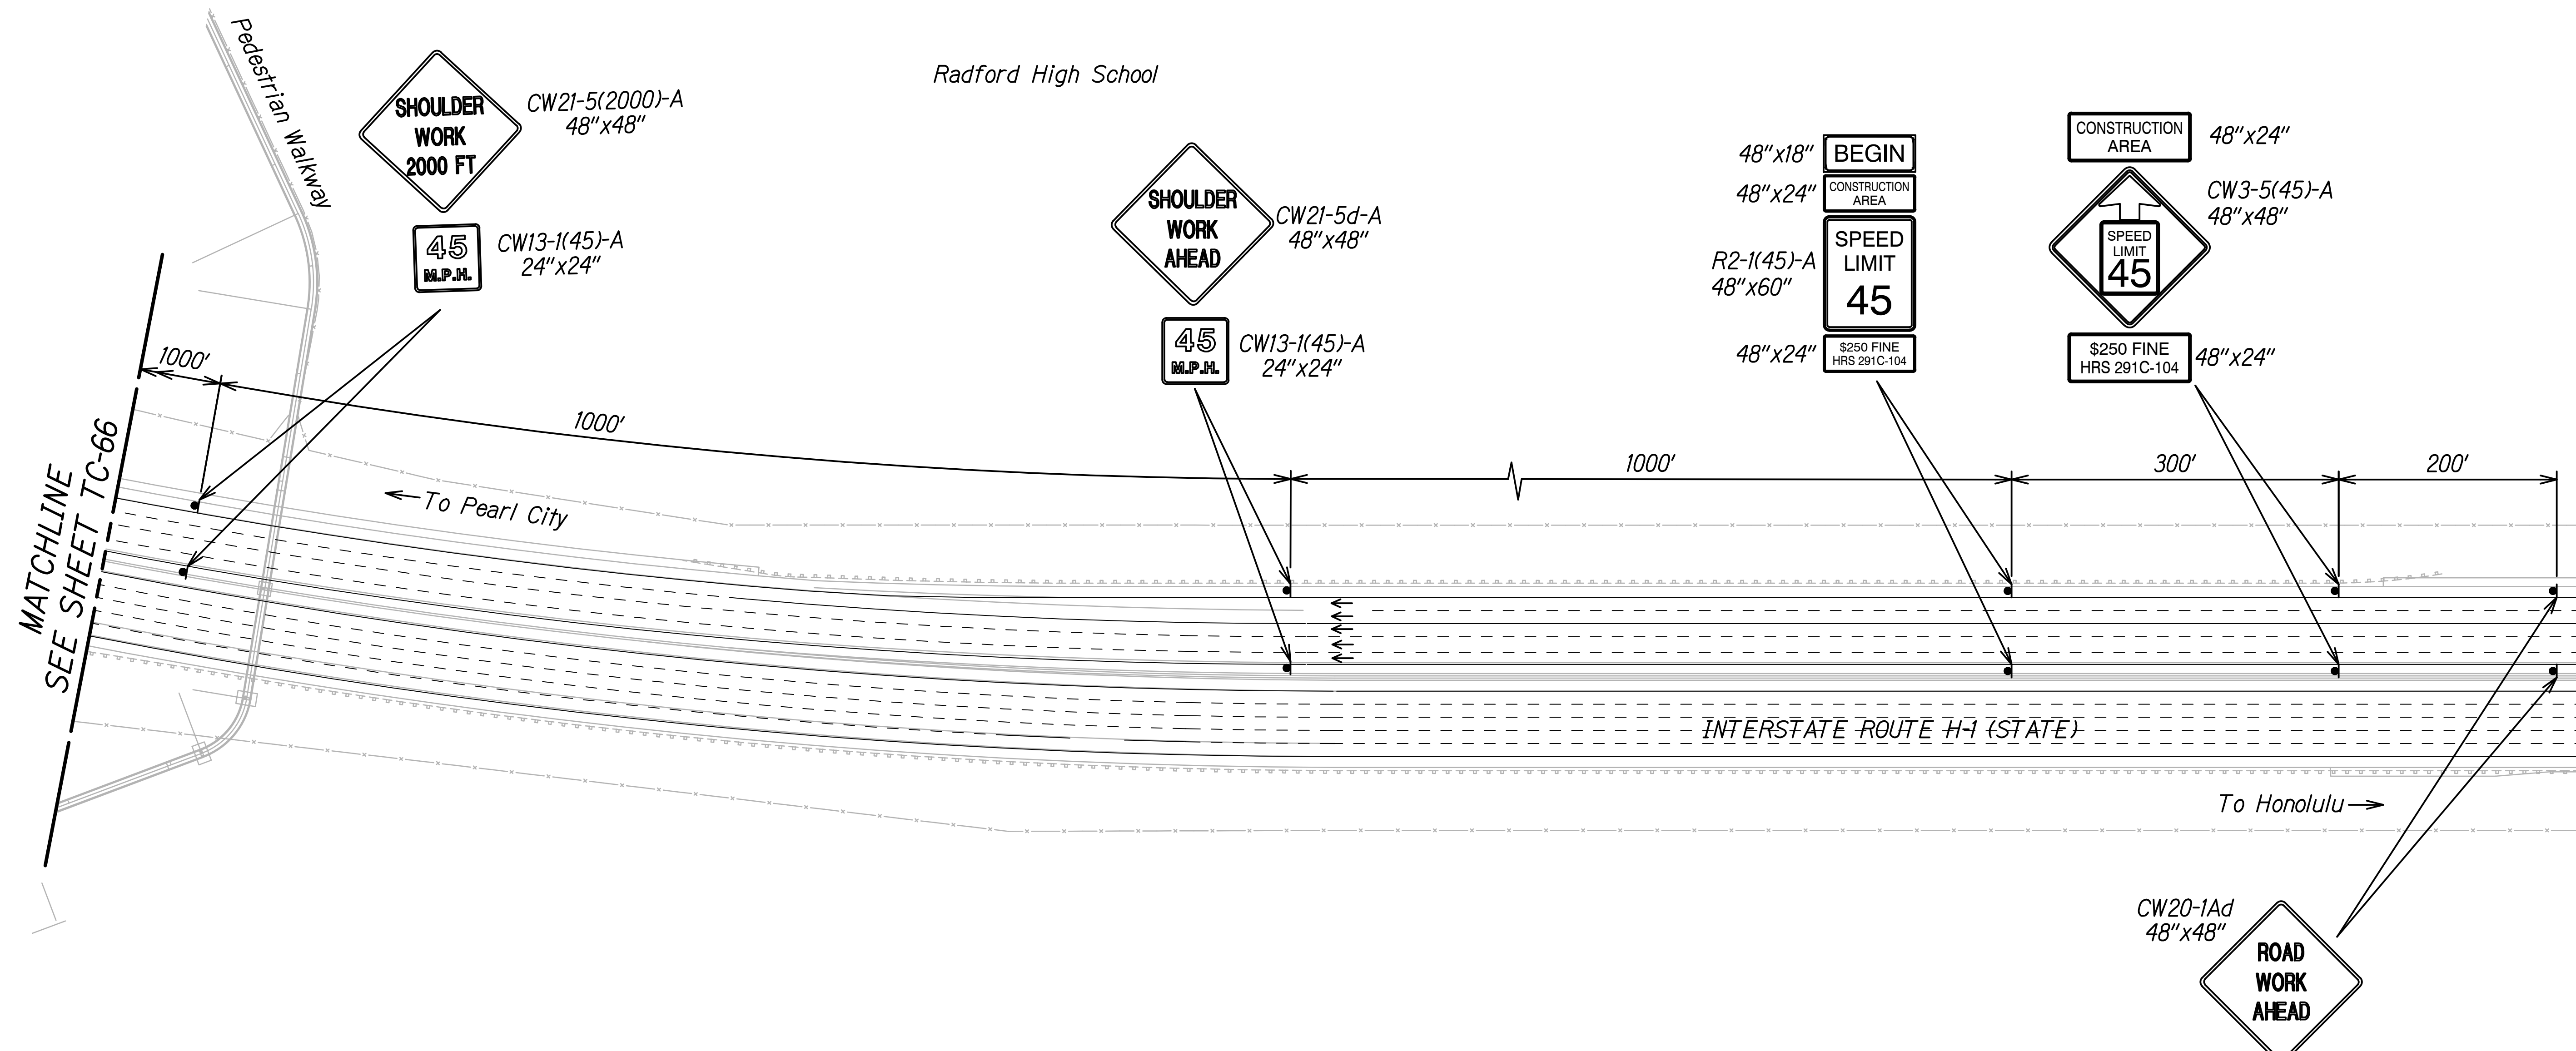 Pedestrian Walkway
SHOULDER
WORK
2000 FT
CW21-5(2000)-A
48"x48"
45
M.P.H.
CW13-1(45)-A
24"x24"
Radford High School
SHOULDER
WORK
AHEAD
CW21-5d-A
48"x48"
45
M.P.H.
CW13-1(45)-A
24"x24"
48"x18"
BEGIN
48"x24"
CONSTRUCTION
AREA
R2-1(45)-A
48"x60"
SPEED
LIMIT
45
48"x24"
$250 FINE
HRS 291C-104
CONSTRUCTION
AREA
48"x24"
CW3-5(45)-A
48"x48"
SPEED
LIMIT
45
$250 FINE
HRS 291C-104
48"x24"
1000'
1000'
1000'
300'
200'
MATCHLINE
SEE SHEET TC-66
To Pearl City
INTERSTATE ROUTE H-1 (STATE)
To Honolulu
CW20-1Ad
48"x48"
ROAD
WORK
AHEAD